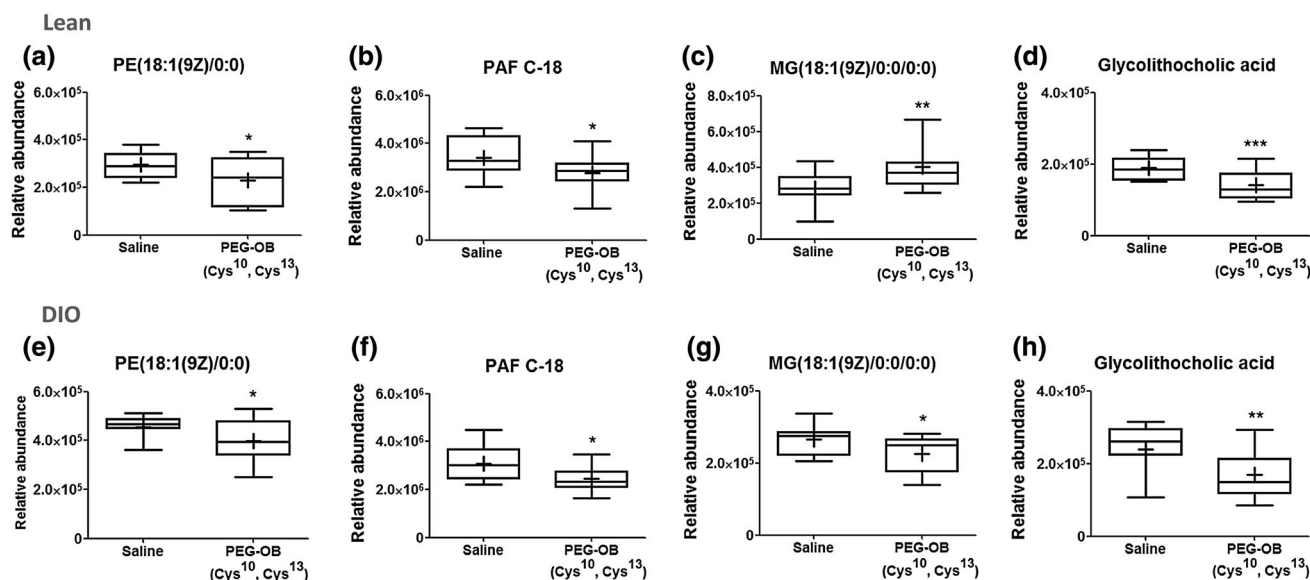 Lean
(a)
PE(18:1(9Z)/0:0)
Relative abundance
6.0×10⁵
4.0×10⁵
2.0×10⁵
0
*
Saline
PEG-OB
(Cys¹⁰, Cys¹³)
(b)
PAF C-18
Relative abundance
6.0×10⁶
4.0×10⁶
2.0×10⁶
0
*
Saline
PEG-OB
(Cys¹⁰, Cys¹³)
(c)
MG(18:1(9Z)/0:0/0:0)
Relative abundance
8.0×10⁵
6.0×10⁵
4.0×10⁵
2.0×10⁵
0
**
Saline
PEG-OB
(Cys¹⁰, Cys¹³)
(d)
Glycolithocholic acid
Relative abundance
4.0×10⁵
2.0×10⁵
0
***
Saline
PEG-OB
(Cys¹⁰, Cys¹³)
DIO
(e)
PE(18:1(9Z)/0:0)
Relative abundance
6.0×10⁵
4.0×10⁵
2.0×10⁵
0
*
Saline
PEG-OB
(Cys¹⁰, Cys¹³)
(f)
PAF C-18
Relative abundance
6.0×10⁶
4.0×10⁶
2.0×10⁶
0
*
Saline
PEG-OB
(Cys¹⁰, Cys¹³)
(g)
MG(18:1(9Z)/0:0/0:0)
Relative abundance
4.0×10⁵
2.0×10⁵
0
*
Saline
PEG-OB
(Cys¹⁰, Cys¹³)
(h)
Glycolithocholic acid
Relative abundance
4.0×10⁵
2.0×10⁵
0
**
Saline
PEG-OB
(Cys¹⁰, Cys¹³)